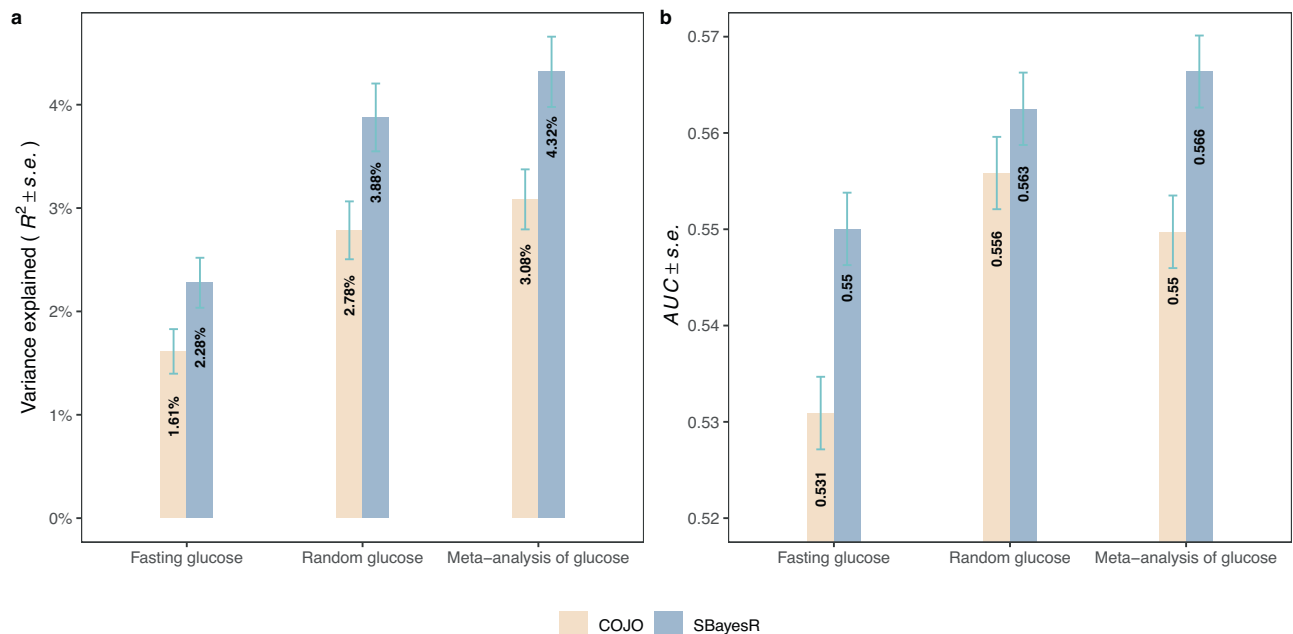 a
Variance explained ( R² ± s.e. )
4%
3%
2%
1%
0%
1.61%
2.28%
2.78%
3.88%
3.08%
4.32%
Fasting glucose
Random glucose
Meta−analysis of glucose
b
AUC ± s.e.
0.57
0.56
0.55
0.54
0.53
0.52
0.531
0.55
0.556
0.563
0.55
0.566
Fasting glucose
Random glucose
Meta−analysis of glucose
COJO
SBayesR